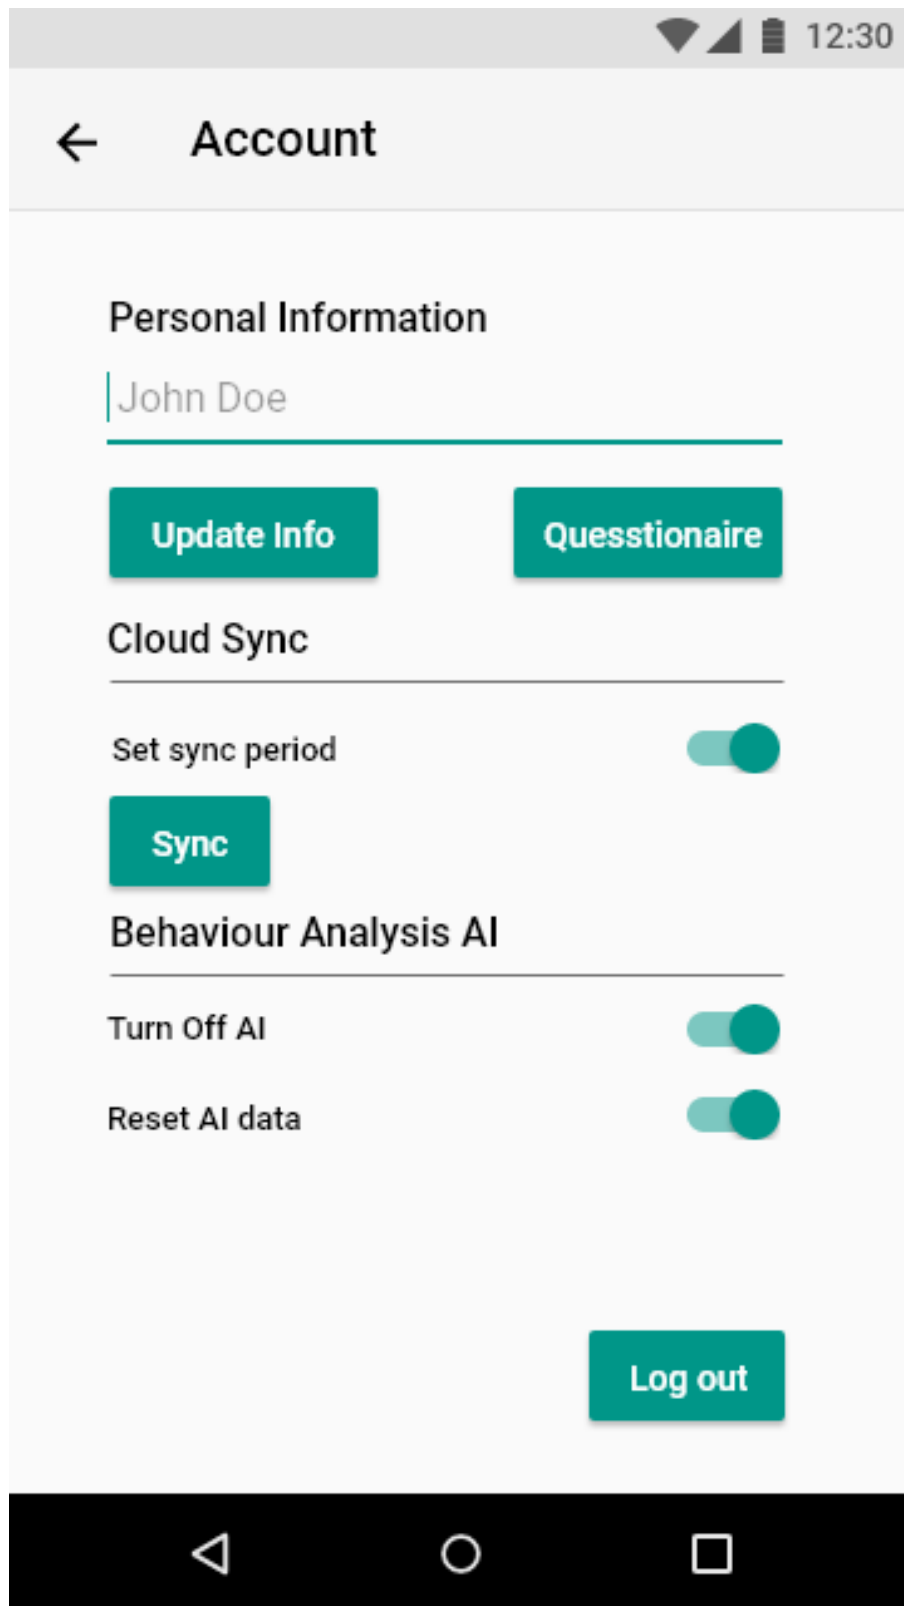 12:30
Account
Personal Information
John Doe
Update Info
Quesstionaire
Cloud Sync
Set sync period
Sync
Behaviour Analysis AI
Turn Off AI
Reset AI data
Log out